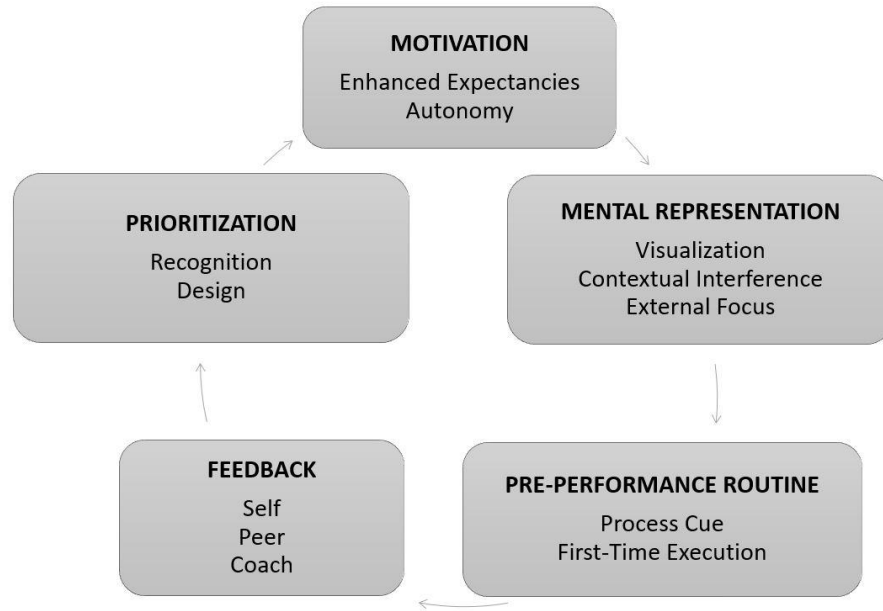 MOTIVATION
Enhanced Expectancies
Autonomy
MENTAL REPRESENTATION
Visualization
Contextual Interference
External Focus
PRE-PERFORMANCE ROUTINE
Process Cue
First-Time Execution
FEEDBACK
Self
Peer
Coach
PRIORITIZATION
Recognition
Design